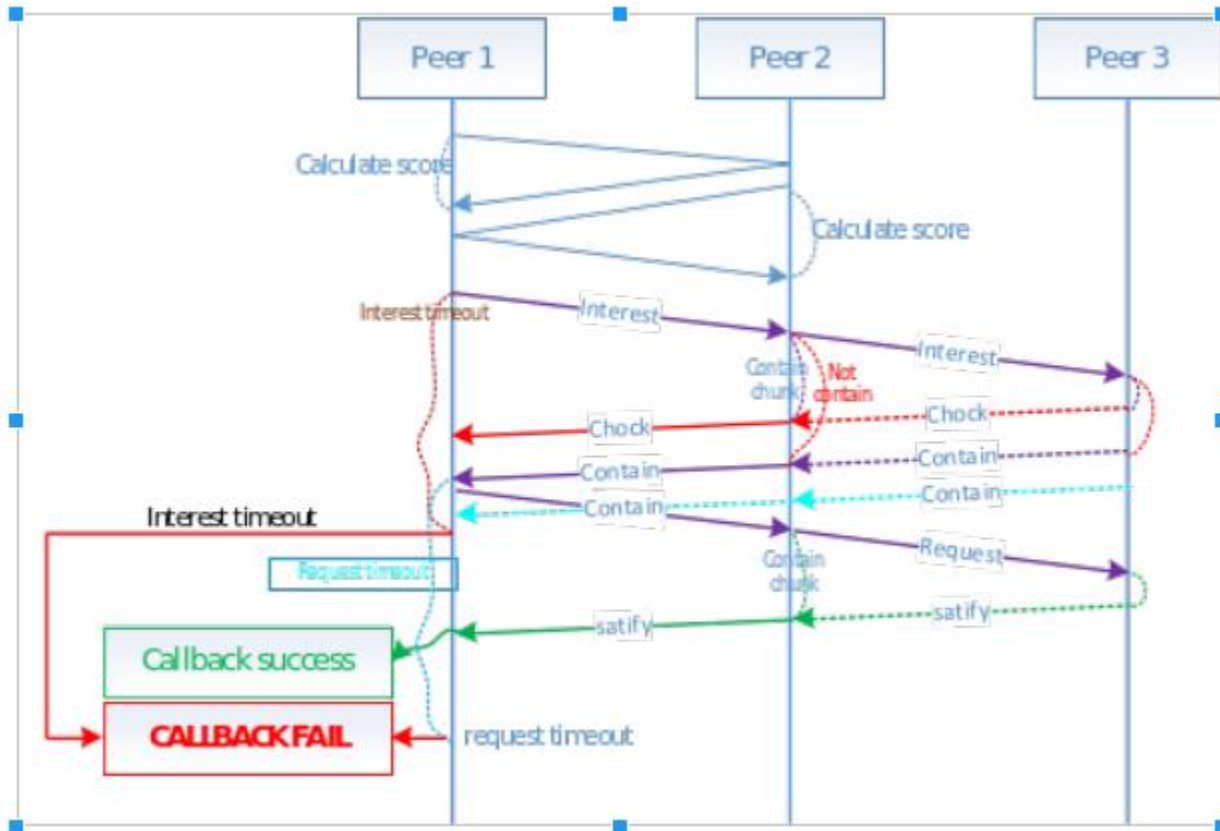 Peer 1
Peer 2
Peer 3
Calculate score
Calculate score
Interest timeout
Interest
Interest
Contain
chunk
Not
contain
Chock
Chock
Contain
Contain
Contain
Contain
Interest timeout
Request
Request timeout
Contain
chunk
satify
satify
Callback success
CALLBACK FAIL
request timeout